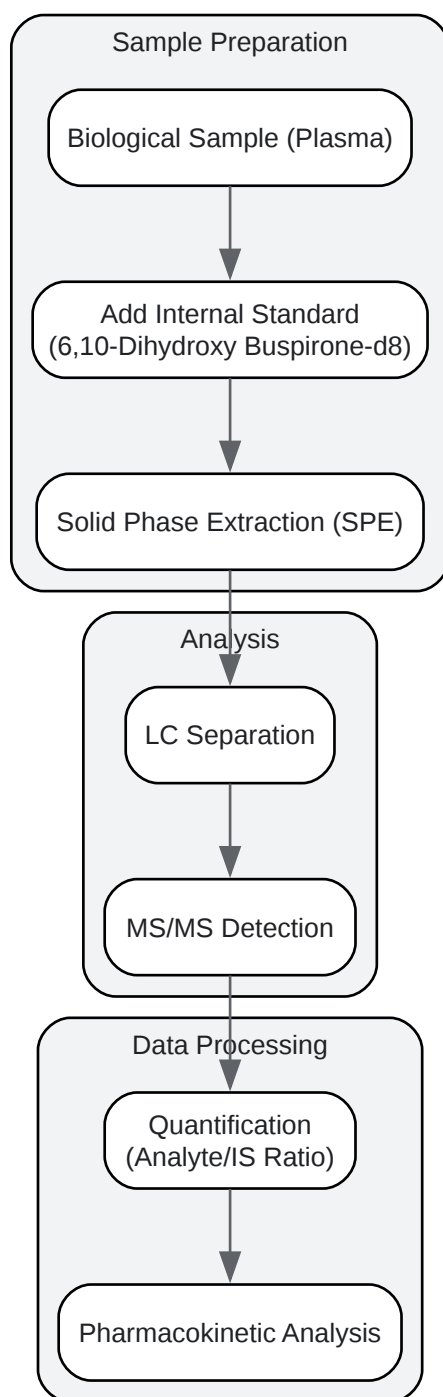 Sample Preparation
Biological Sample (Plasma)
Add Internal Standard
(6,10-Dihydroxy Buspirone-d8)
Solid Phase Extraction (SPE)
Analysis
LC Separation
MS/MS Detection
Data Processing
Quantification
(Analyte/IS Ratio)
Pharmacokinetic Analysis